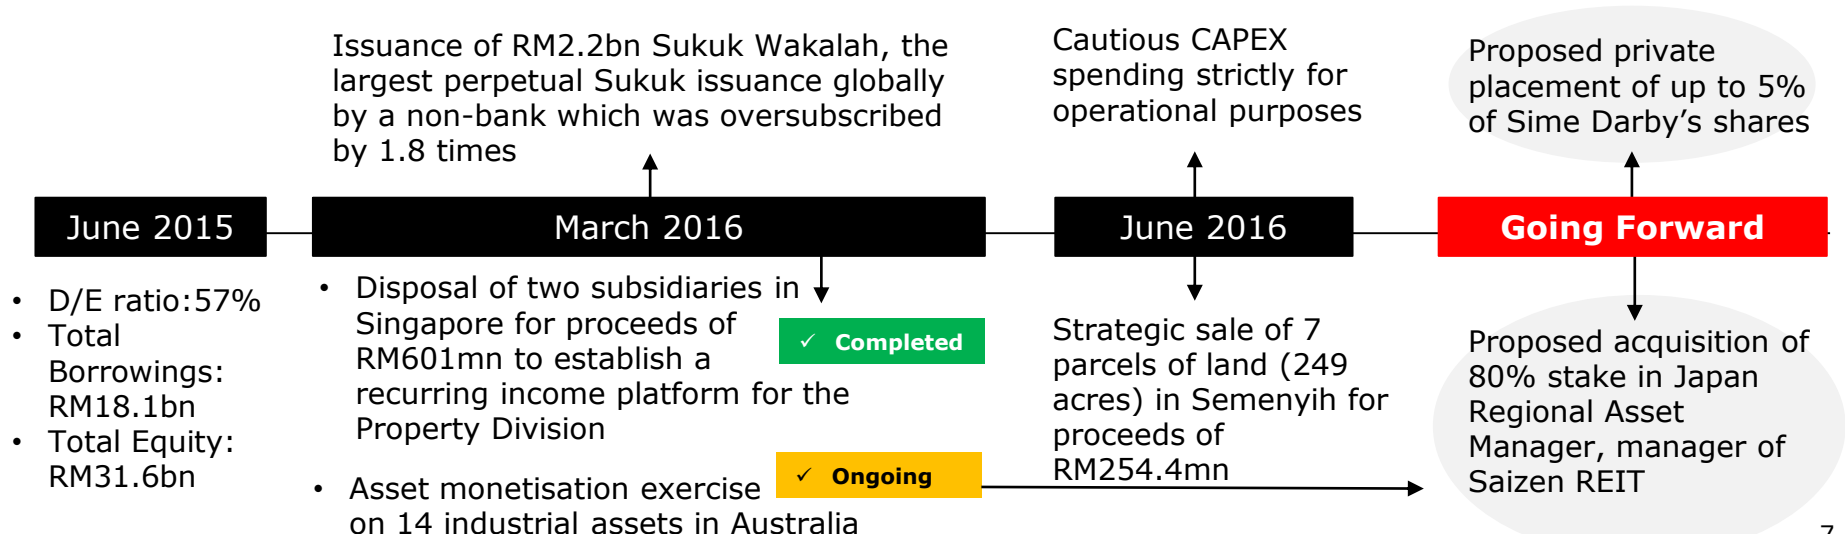 Issuance of RM2.2bn Sukuk Wakalah, the
largest perpetual Sukuk issuance globally
by a non-bank which was oversubscribed
by 1.8 times
Cautious CAPEX
spending strictly for
operational purposes
Proposed private
placement of up to 5%
of Sime Darby’s shares
June 2015
March 2016
June 2016
Going Forward
• D/E ratio:57%
• Total
Borrowings:
RM18.1bn
• Total Equity:
RM31.6bn
• Disposal of two subsidiaries in
Singapore for proceeds of
RM601mn to establish a
recurring income platform for the
Property Division
✓ Completed
• Asset monetisation exercise
on 14 industrial assets in Australia
✓ Ongoing
Strategic sale of 7
parcels of land (249
acres) in Semenyih for
proceeds of
RM254.4mn
Proposed acquisition of
80% stake in Japan
Regional Asset
Manager, manager of
Saizen REIT
7